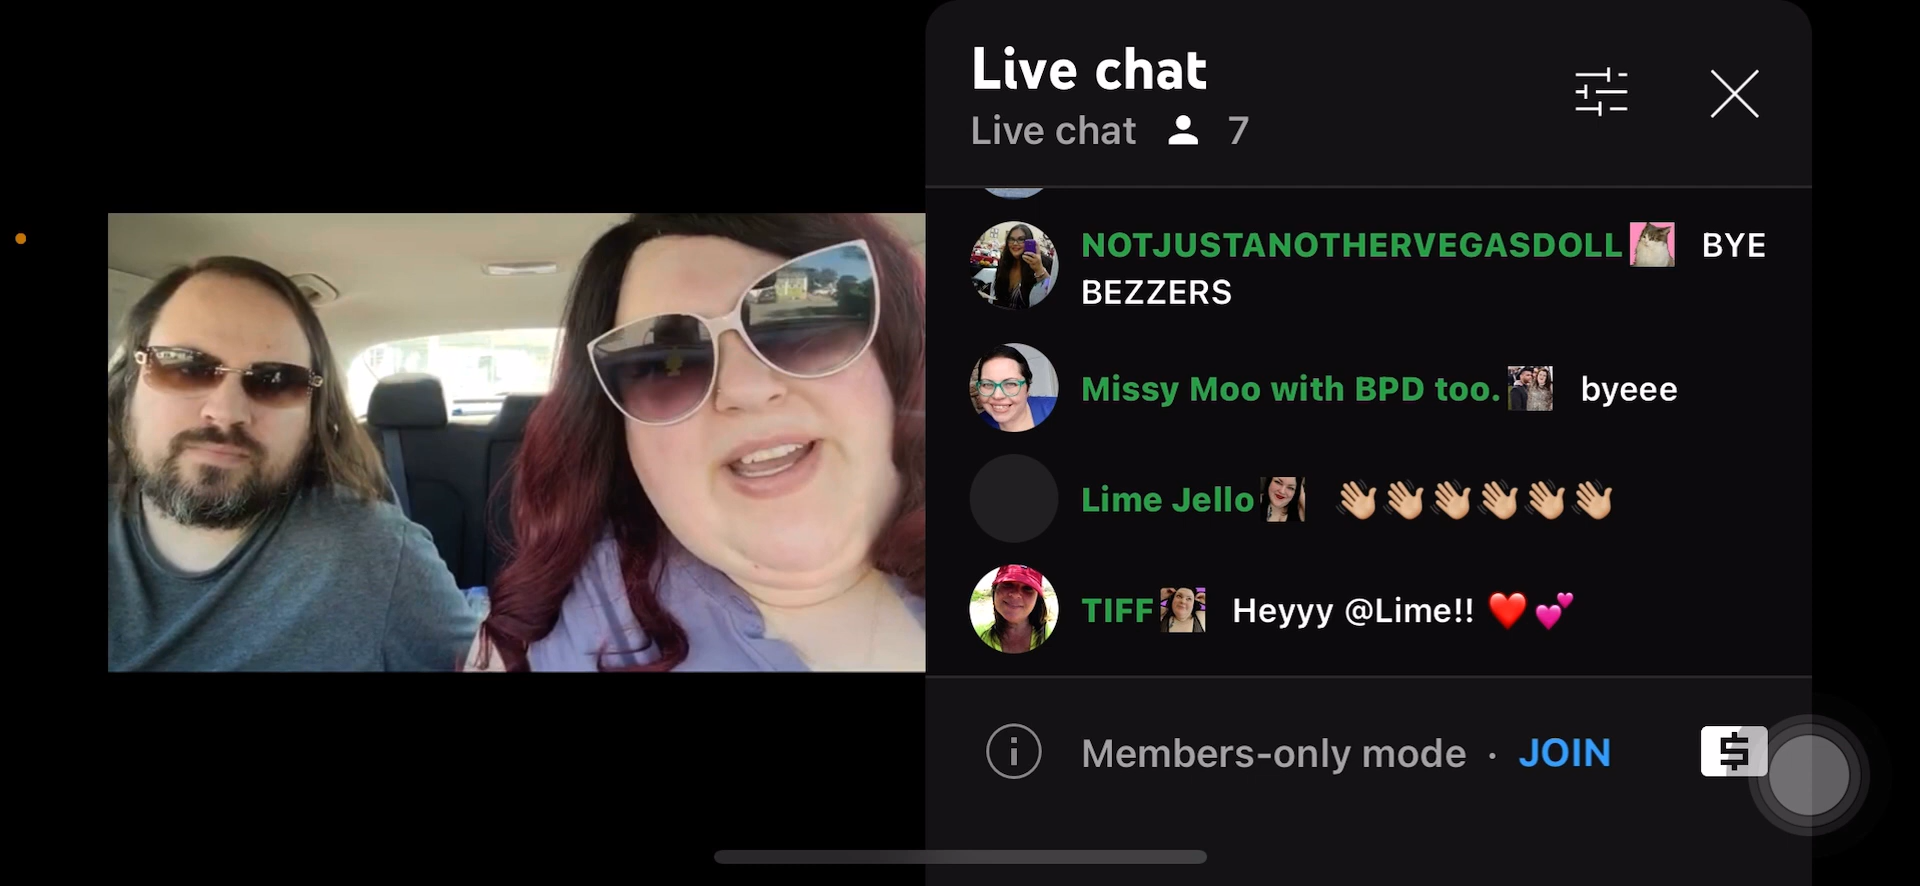 Live chat
Live chat 7
NOTJUSTANOTHERVEGASDOLL BYE
BEZZERS
Missy Moo with BPD too. byeee
Lime Jello 👋🏼👋🏼👋🏼👋🏼👋🏼👋🏼
TIFF Heyyy @Lime!! ❤️💕
Members-only mode · JOIN
$